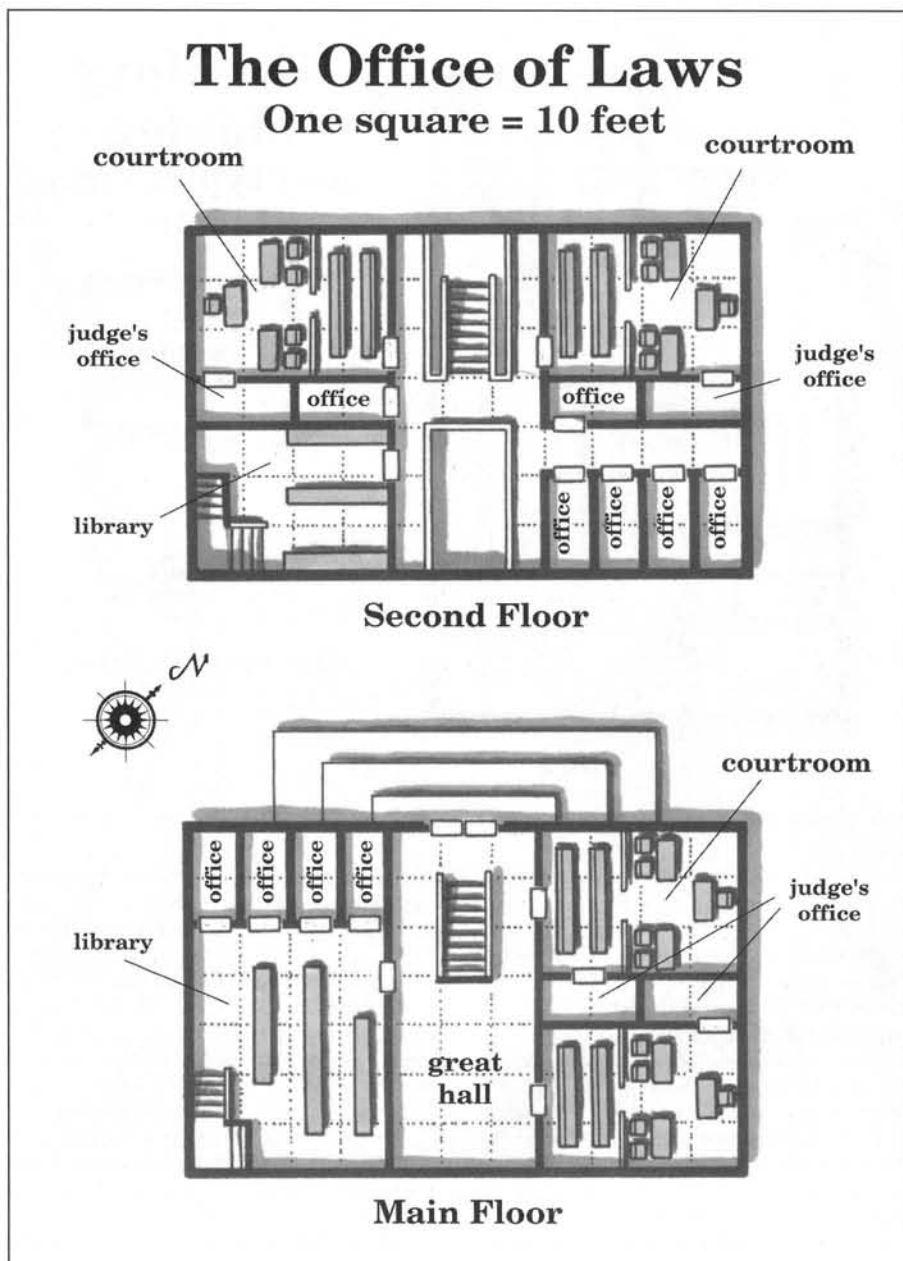 The Office of Laws
One square = 10 feet
courtroom
courtroom
judge's
office
office
office
judge's
office
library
office
office
office
office
Second Floor
N
courtroom
office
office
office
office
judge's
office
library
great
hall
Main Floor